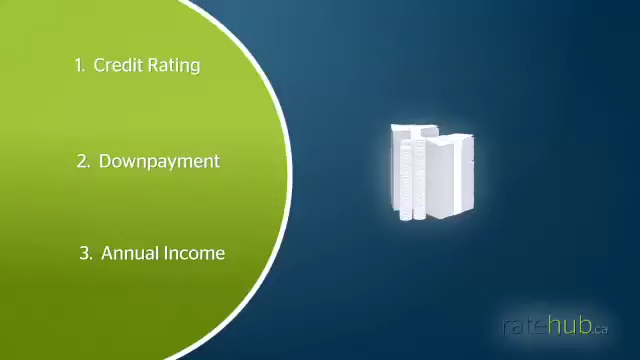 1. Credit Rating
2. Downpayment
3. Annual Income
ratehub.ca